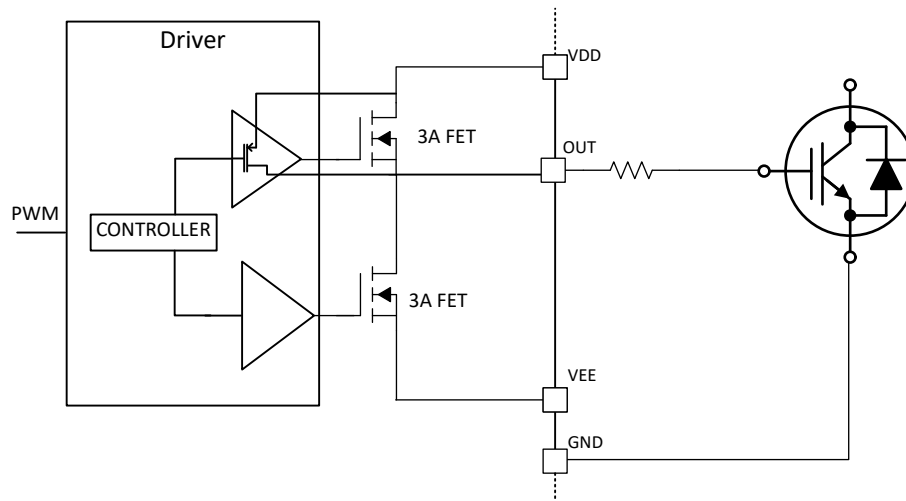 Driver
VDD
3A FET
OUT
PWM
CONTROLLER
3A FET
VEE
GND